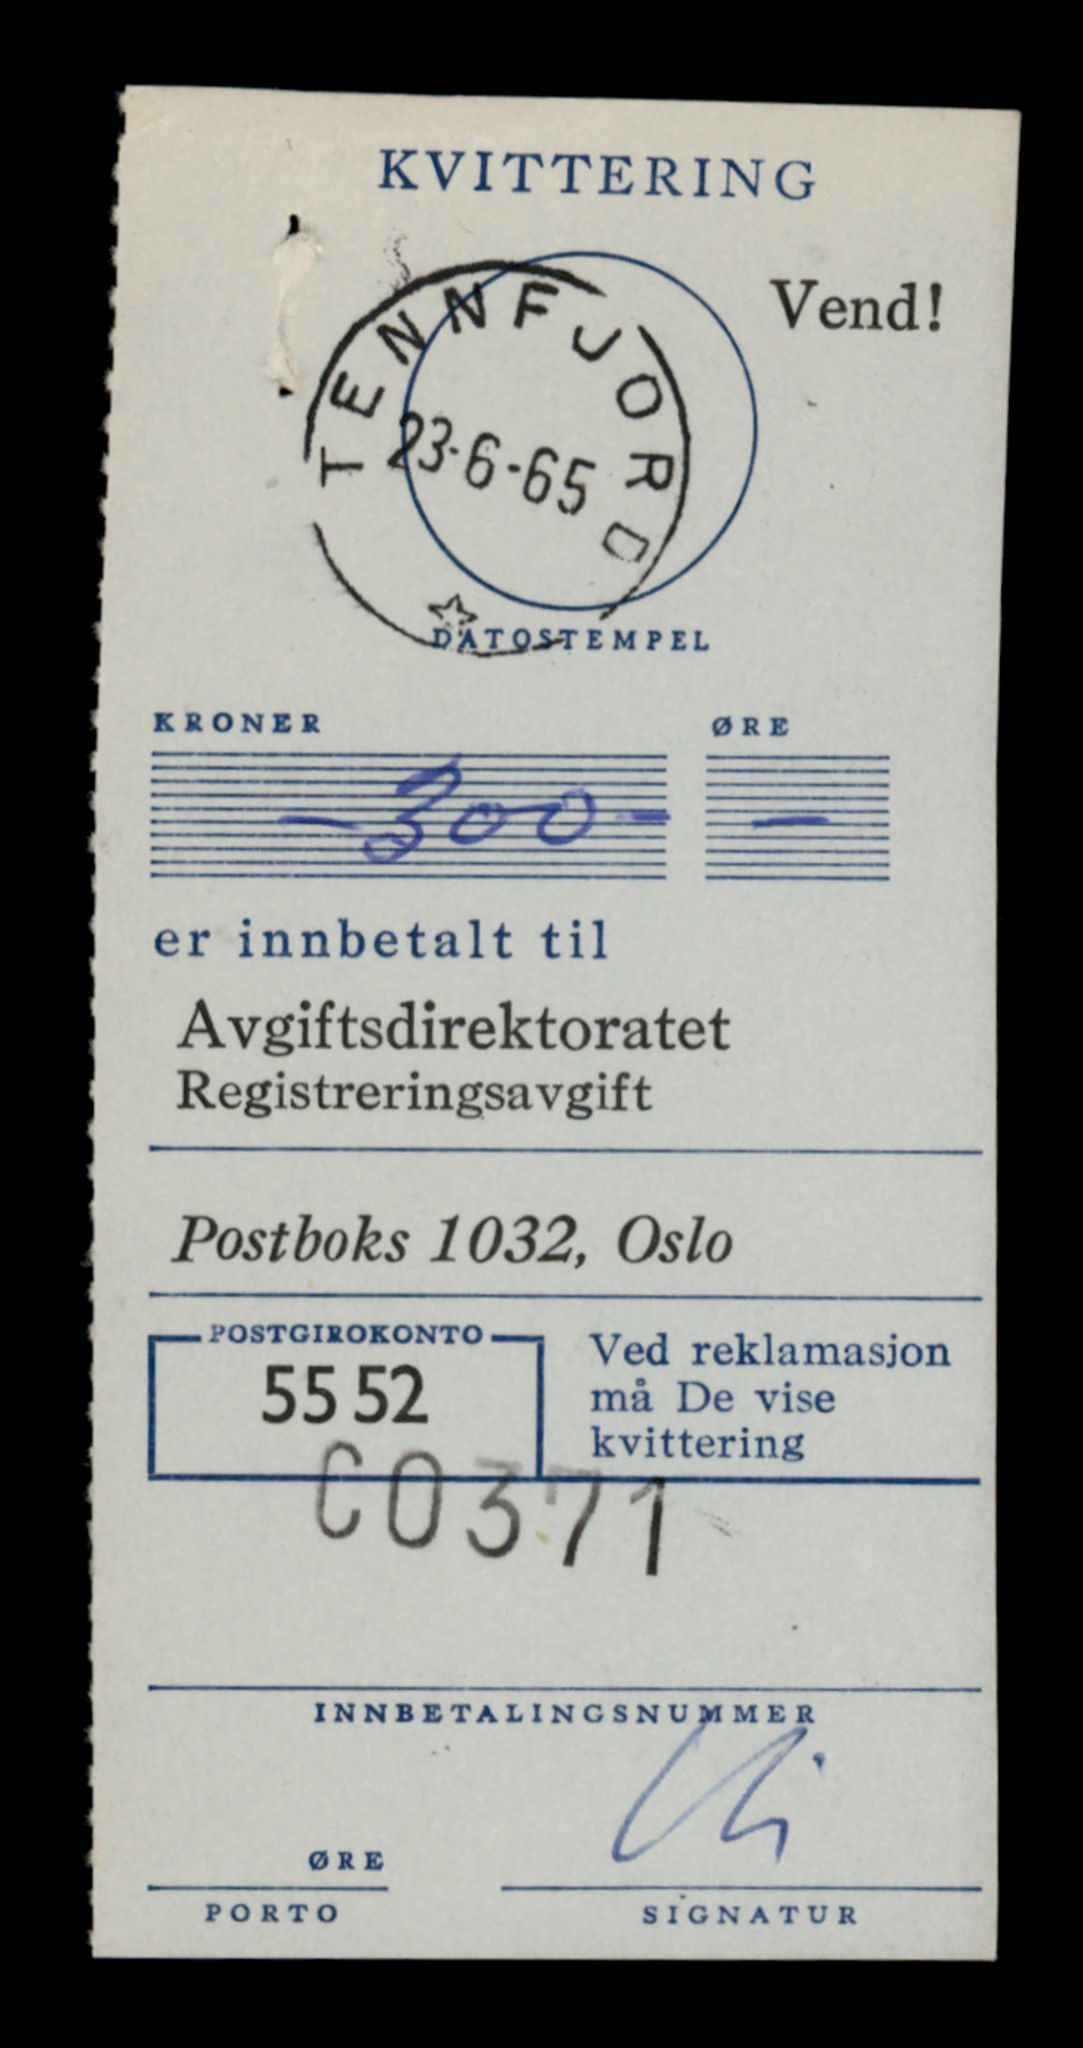 KVITTERING
Vend!
TENNFJORD
23-6-65
DATOSTEMPEL
KRONER ØRE
-300- -
er innbetalt til
Avgiftsdirektoratet
Registreringsavgift
Postboks 1032, Oslo
POSTGIROKONTO
55 52
Ved reklamasjon
må De vise
kvittering
C0371
INNBETALINGSNUMMER
ØRE
PORTO
SIGNATUR